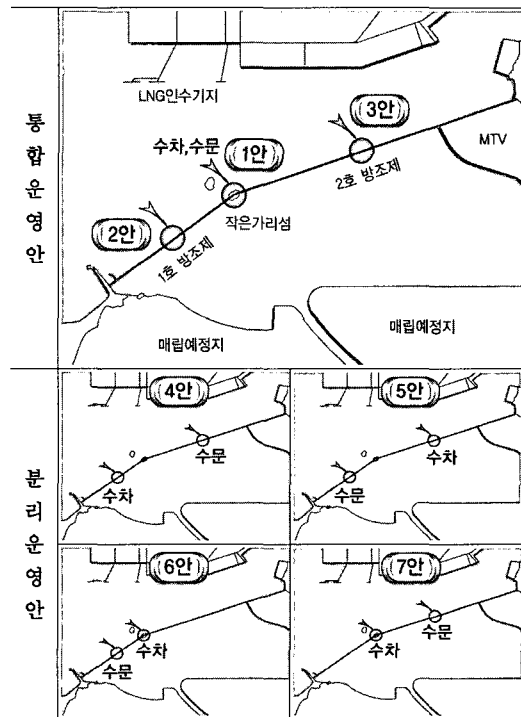 통합운영안
LNG인수기지
3안
수차,수문
1안
MTV
2호 방조제
2안
작은가리섬
1호 방조제
매립예정지
매립예정지
분리운영안
4안
수문
수차
5안
수차
수문
6안
수차
수문
7안
수문
수차